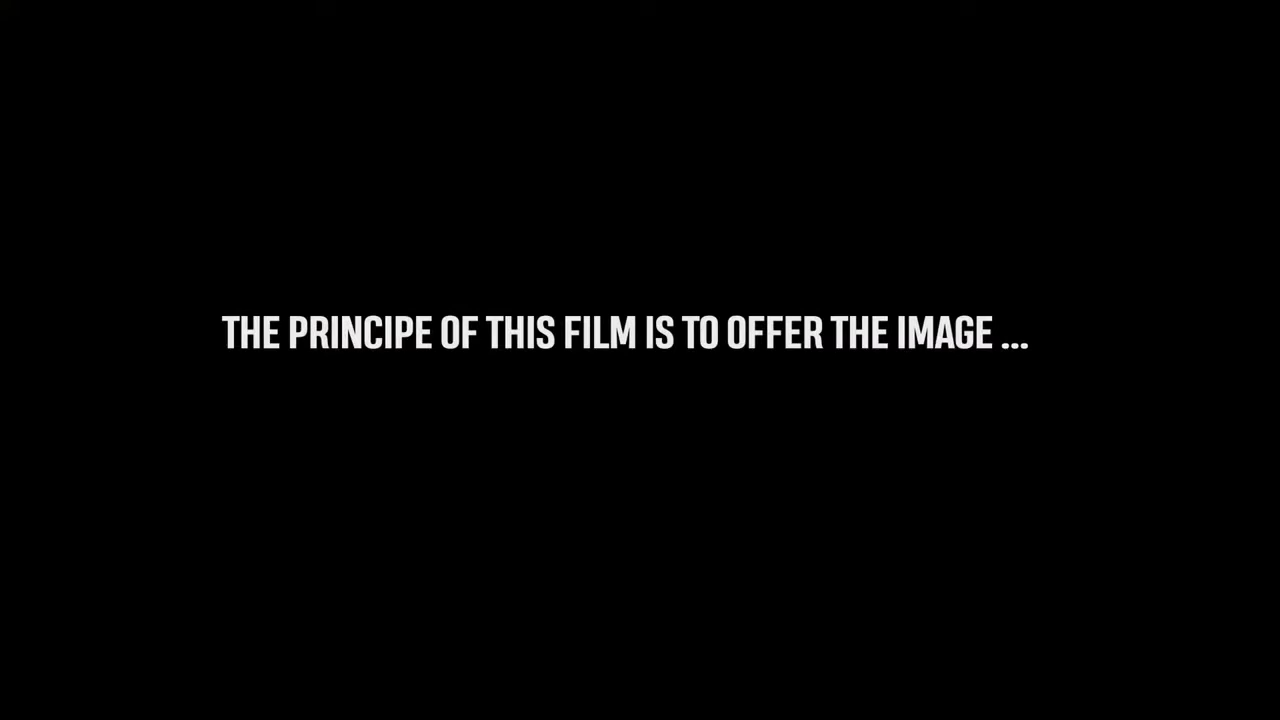 THE PRINCIPE OF THIS FILM IS TO OFFER THE IMAGE ...